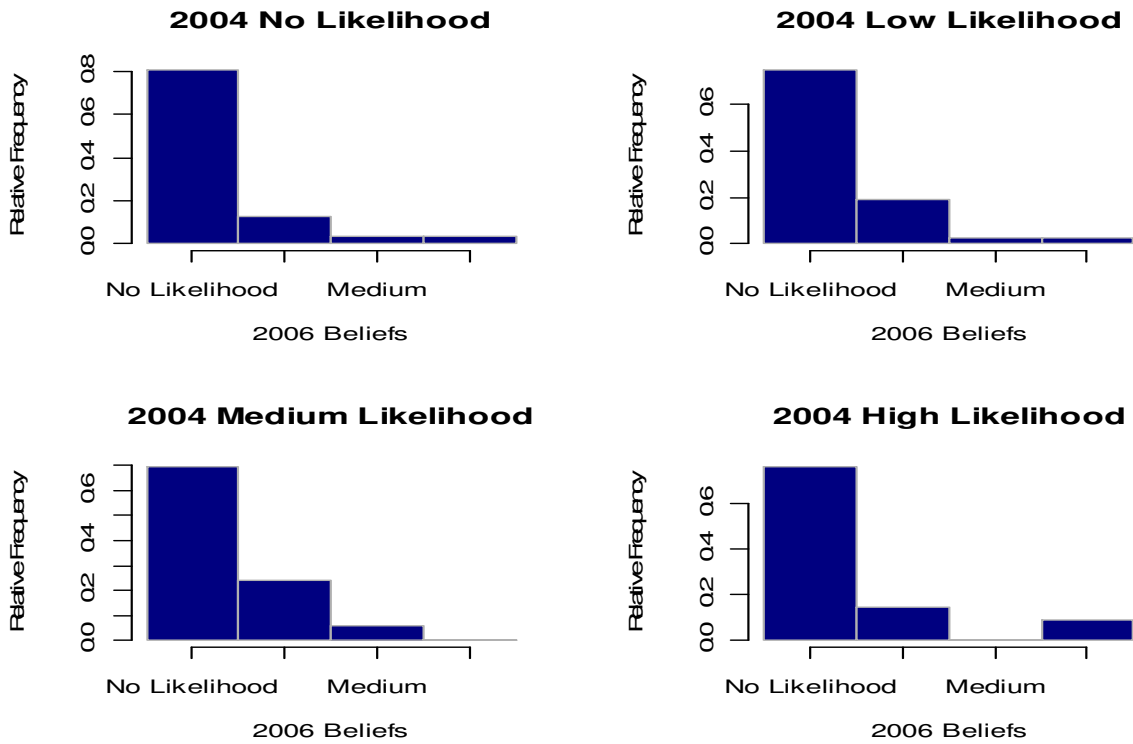 2004 No Likelihood
Relative Frequency
0.0 0.2 0.4 0.6 0.8
No Likelihood Medium
2006 Beliefs
2004 Low Likelihood
Relative Frequency
0.0 0.2 0.4 0.6
No Likelihood Medium
2006 Beliefs
2004 Medium Likelihood
Relative Frequency
0.0 0.2 0.4 0.6
No Likelihood Medium
2006 Beliefs
2004 High Likelihood
Relative Frequency
0.0 0.2 0.4 0.6
No Likelihood Medium
2006 Beliefs